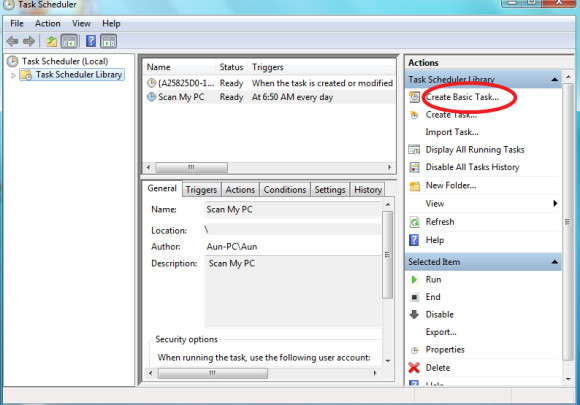 Task Scheduler
File Action View Help
Task Scheduler (Local)
Task Scheduler Library
Name Status Triggers
{A25825D0-1... Ready When the task is created or modified
Scan My PC Ready At 6:50 AM every day
General Triggers Actions Conditions Settings History
Name: Scan My PC
Location: \
Author: Aun-PC\Aun
Description: Scan My PC
Security options
When running the task, use the following user account:
Actions
Task Scheduler Library
Create Basic Task...
Create Task...
Import Task...
Display All Running Tasks
Disable All Tasks History
New Folder...
View
Refresh
Help
Selected Item
Run
End
Disable
Export...
Properties
Delete
Help